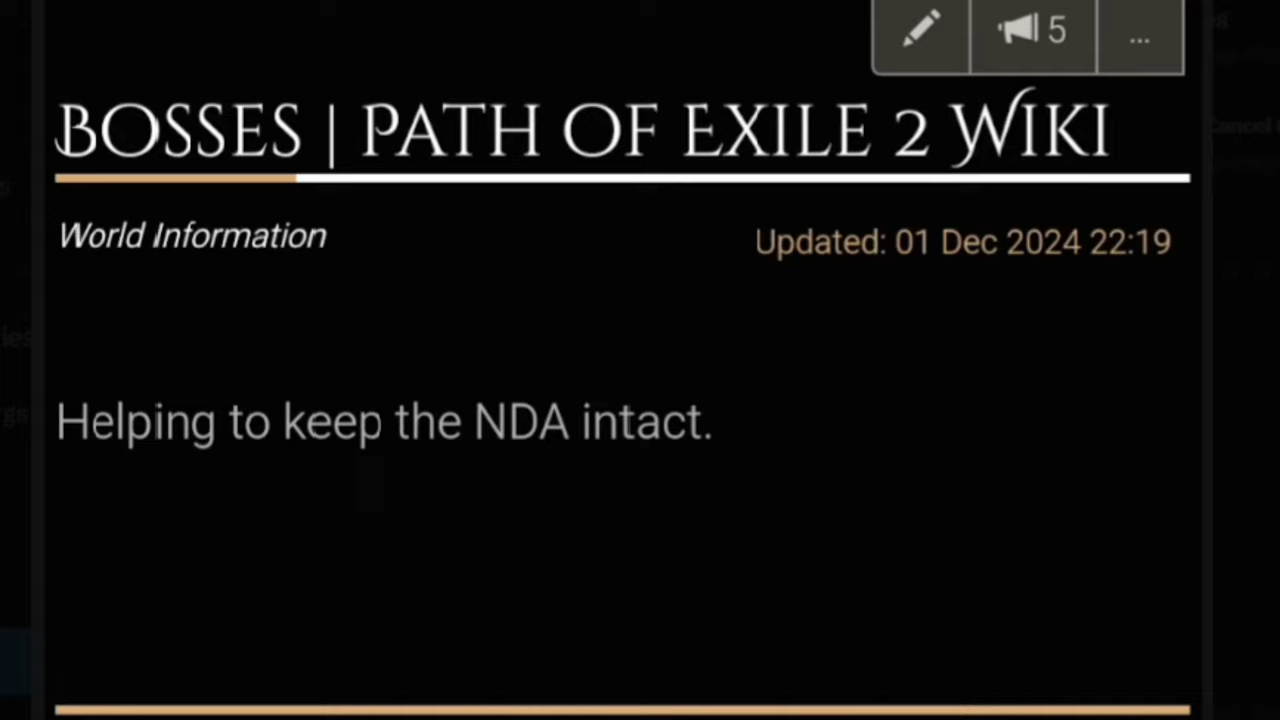 5 ...
Bosses | Path of Exile 2 Wiki
World Information
Updated: 01 Dec 2024 22:19
Helping to keep the NDA intact.